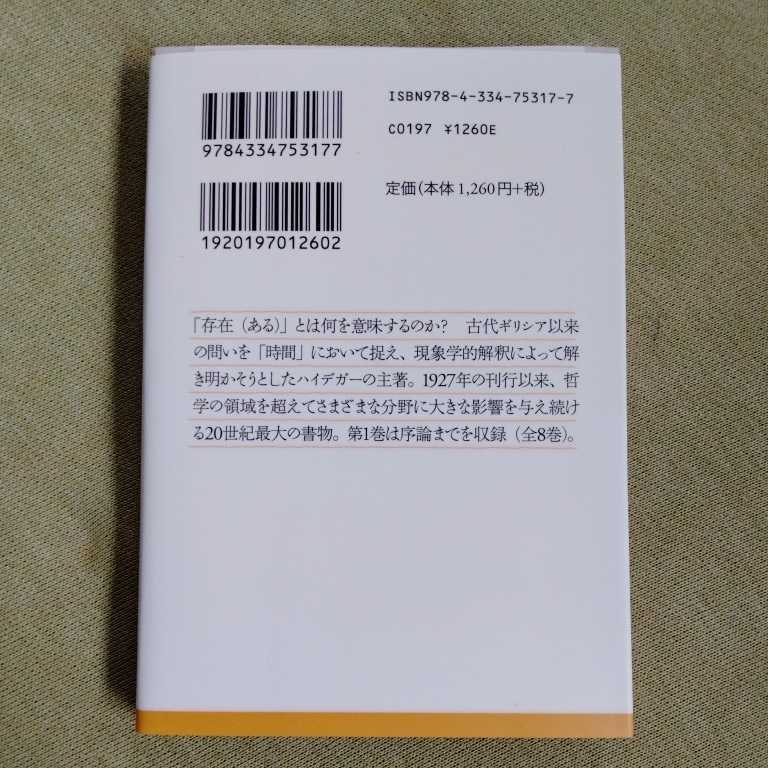 ISBN978-4-334-75317-7
9784334753177
C0197 ¥1260E
定価(本体1,260円+税)
1920197012602
「存在(ある)」とは何を意味するのか? 古代ギリシア以来
の問いを「時間」において捉え、現象学的解釈によって解
き明かそうとしたハイデガーの主著。1927年の刊行以来、哲
学の領域を超えてさまざまな分野に大きな影響を与え続け
る20世紀最大の書物。第1巻は序論までを収録(全8巻)。